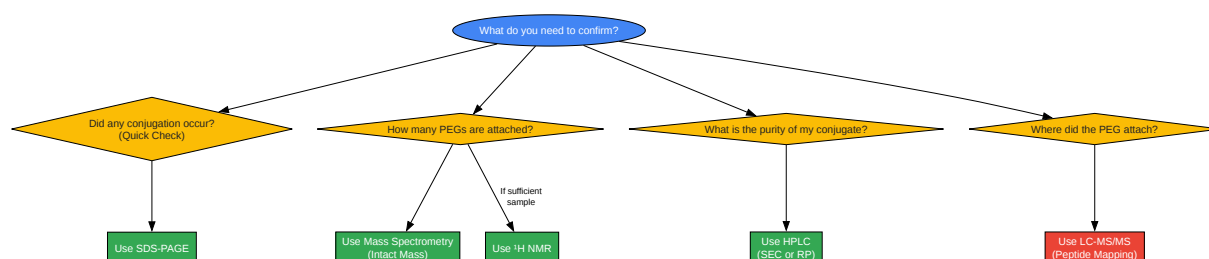 What do you need to confirm?
Did any conjugation occur?
(Quick Check)
How many PEGs are attached?
What is the purity of my conjugate?
Where did the PEG attach?
If sufficient
sample
Use SDS-PAGE
Use Mass Spectrometry
(Intact Mass)
Use ¹H NMR
Use HPLC
(SEC or RP)
Use LC-MS/MS
(Peptide Mapping)